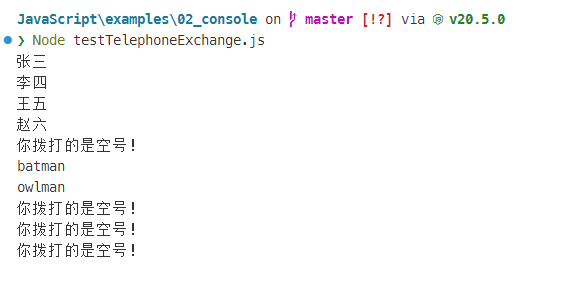 JavaScript\examples\02_console on master [!?] via v20.5.0
❯ Node testTelephoneExchange.js
张三
李四
王五
赵六
你拨打的是空号！
batman
owlman
你拨打的是空号！
你拨打的是空号！
你拨打的是空号！